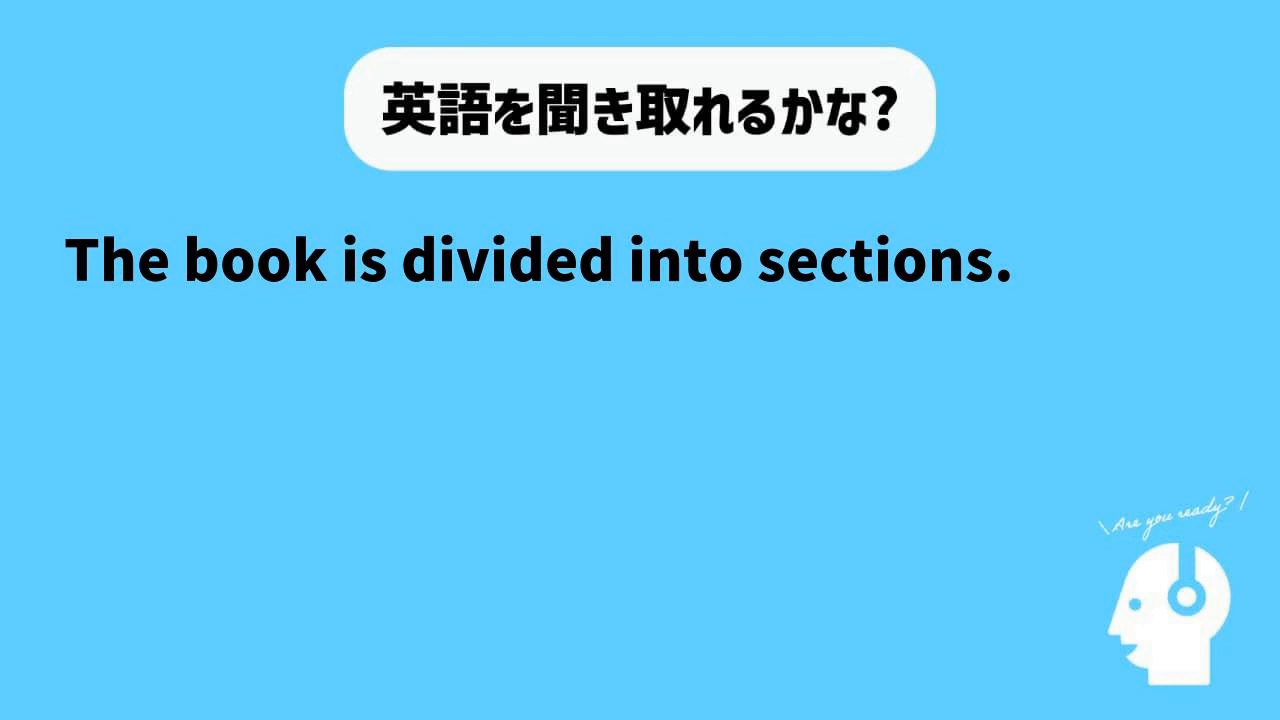 英語を聞き取れるかな?
The book is divided into sections.
\ Are you ready? /